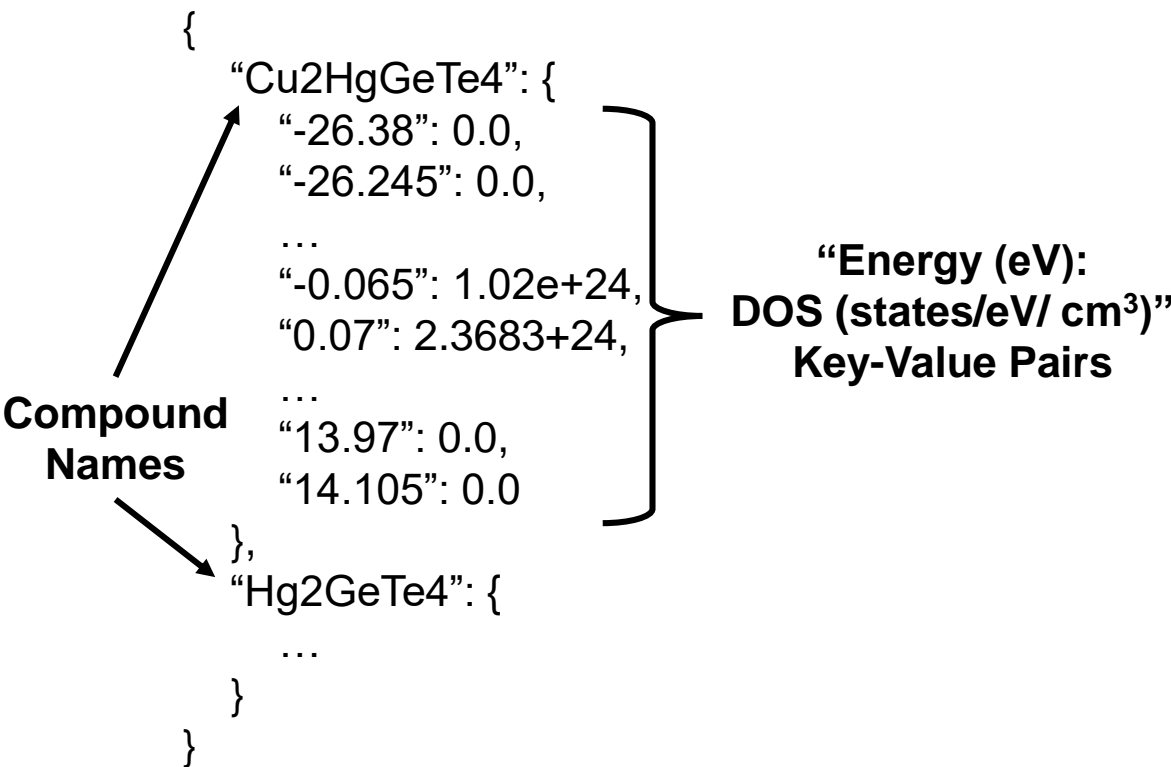 {
“Cu2HgGeTe4”: {
“-26.38”: 0.0,
“-26.245”: 0.0,
…
“-0.065”: 1.02e+24,
“0.07”: 2.3683+24,
…
“13.97”: 0.0,
“14.105”: 0.0
},
“Hg2GeTe4”: {
…
}
}
Compound
Names
“Energy (eV):
DOS (states/eV/ cm³)”
Key-Value Pairs